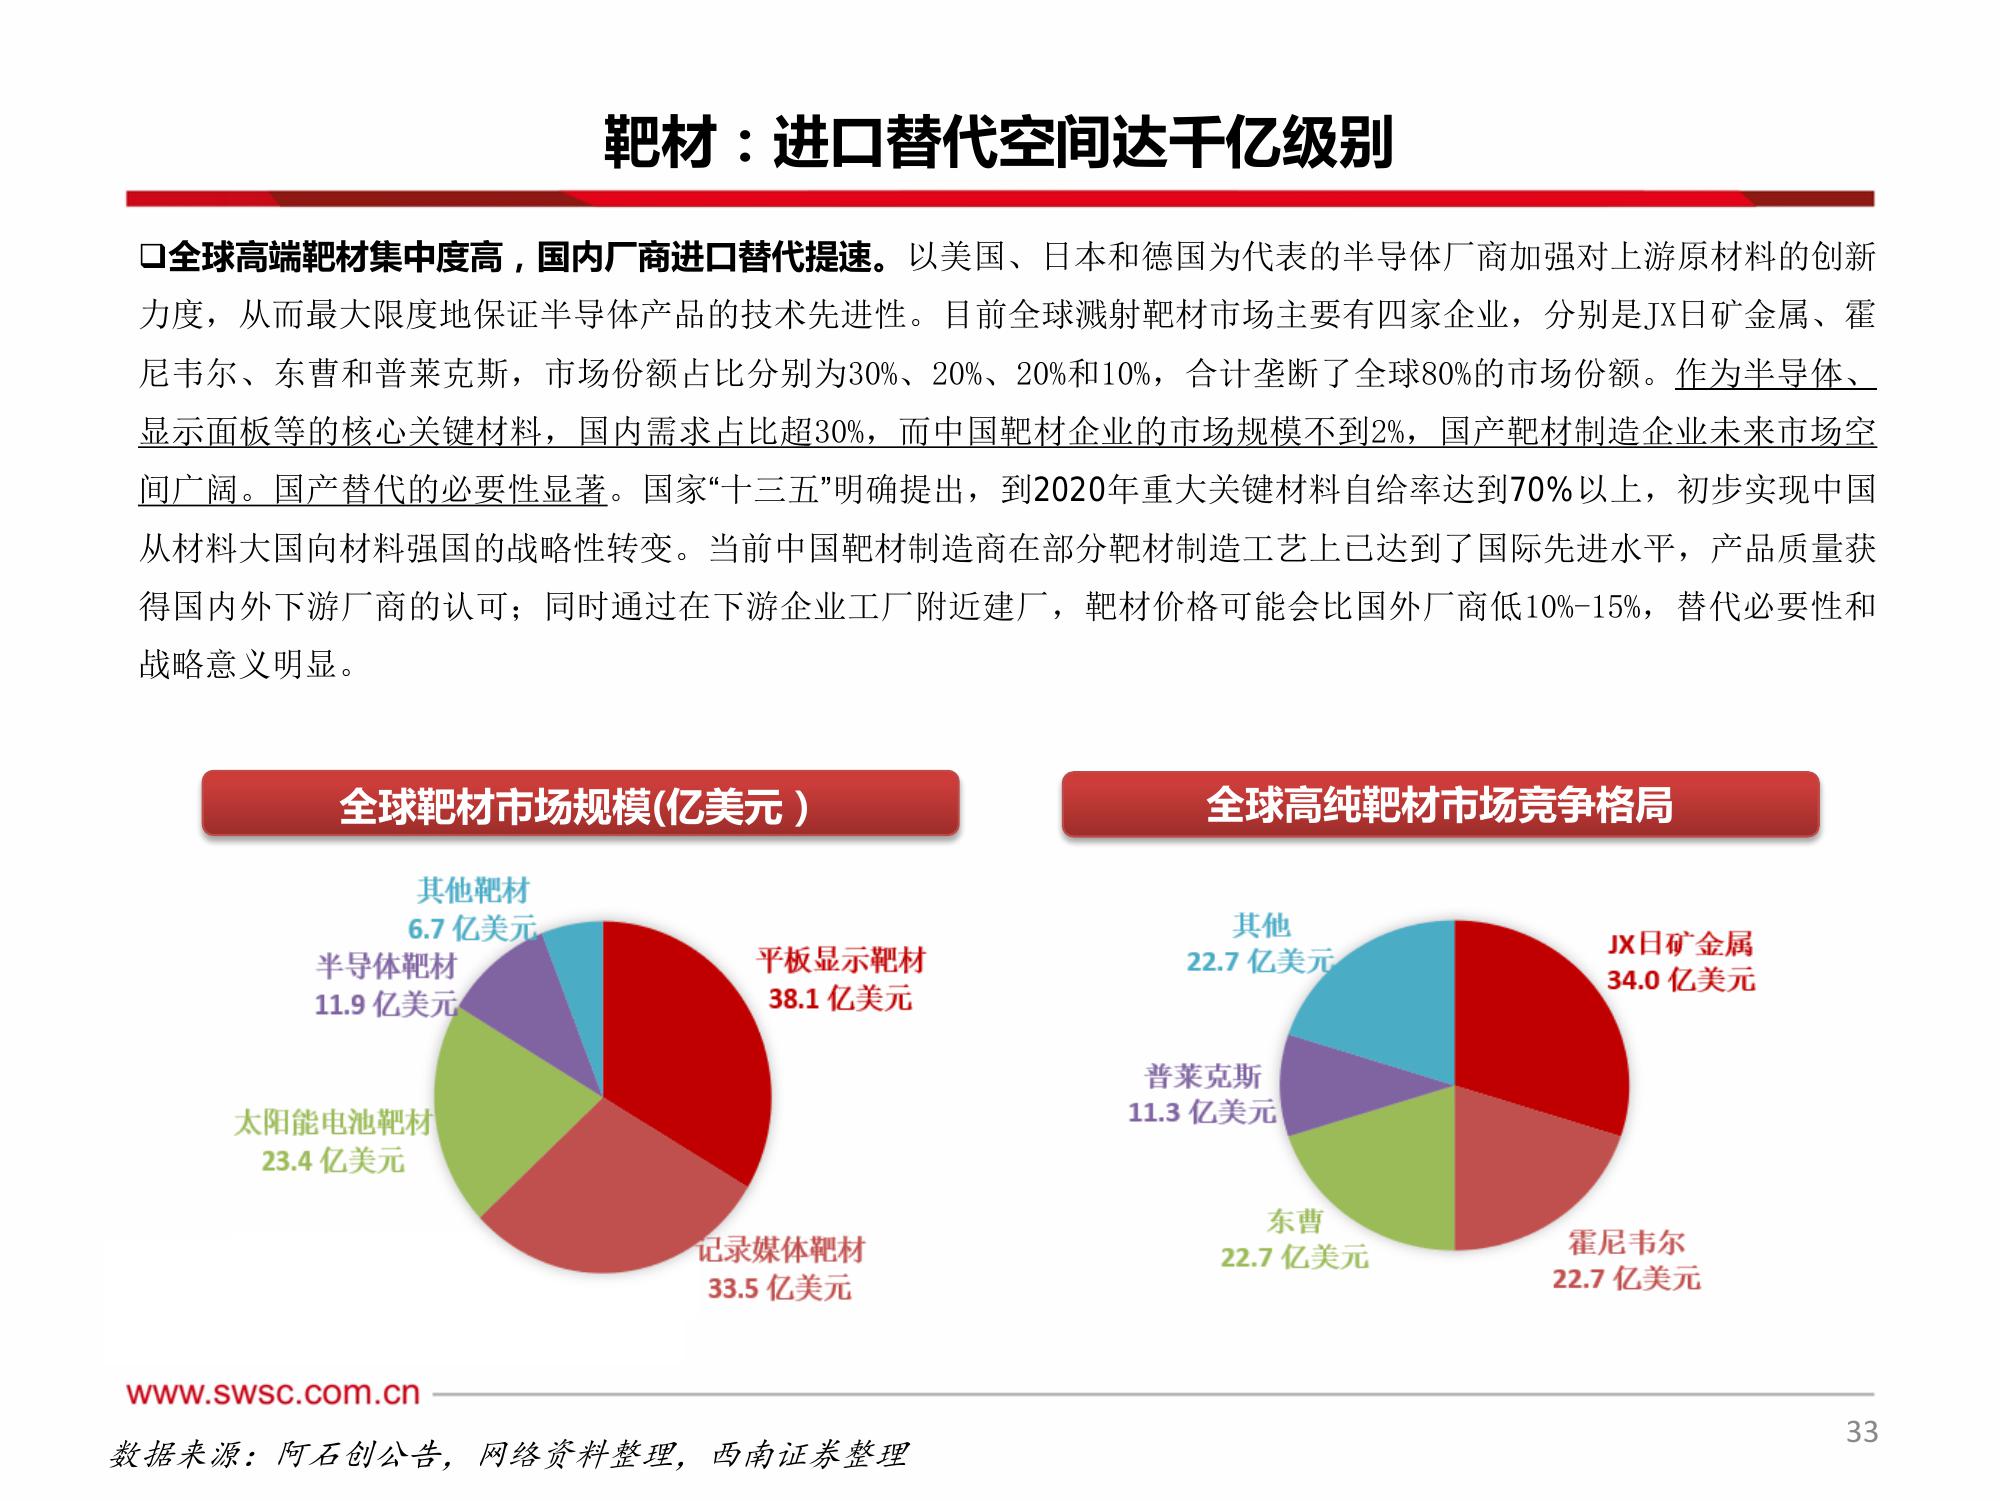 靶材：进口替代空间达千亿级别
❑全球高端靶材集中度高，国内厂商进口替代提速。以美国、日本和德国为代表的半导体厂商加强对上游原材料的创新
力度，从而最大限度地保证半导体产品的技术先进性。目前全球溅射靶材市场主要有四家企业，分别是JX日矿金属、霍
尼韦尔、东曹和普莱克斯，市场份额占比分别为30%、20%、20%和10%，合计垄断了全球80%的市场份额。作为半导体、
显示面板等的核心关键材料，国内需求占比超30%，而中国靶材企业的市场规模不到2%，国产靶材制造企业未来市场空
间广阔。国产替代的必要性显著。国家“十三五”明确提出，到2020年重大关键材料自给率达到70%以上，初步实现中国
从材料大国向材料强国的战略性转变。当前中国靶材制造商在部分靶材制造工艺上已达到了国际先进水平，产品质量获
得国内外下游厂商的认可；同时通过在下游企业工厂附近建厂，靶材价格可能会比国外厂商低10%-15%，替代必要性和
战略意义明显。
全球靶材市场规模(亿美元）
其他靶材
6.7 亿美元
半导体靶材
11.9 亿美元
平板显示靶材
38.1 亿美元
太阳能电池靶材
23.4 亿美元
记录媒体靶材
33.5 亿美元
全球高纯靶材市场竞争格局
其他
22.7 亿美元
JX日矿金属
34.0 亿美元
普莱克斯
11.3 亿美元
东曹
22.7 亿美元
霍尼韦尔
22.7 亿美元
www.swsc.com.cn
33
数据来源：阿石创公告，网络资料整理，西南证券整理